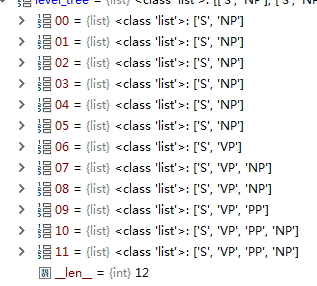 level_tree = {list} <class 'list'>: [['S', 'NP'], ['S', 'NP'
00 = {list} <class 'list'>: ['S', 'NP']
01 = {list} <class 'list'>: ['S', 'NP']
02 = {list} <class 'list'>: ['S', 'NP']
03 = {list} <class 'list'>: ['S', 'NP']
04 = {list} <class 'list'>: ['S', 'NP']
05 = {list} <class 'list'>: ['S', 'NP']
06 = {list} <class 'list'>: ['S', 'VP']
07 = {list} <class 'list'>: ['S', 'VP', 'NP']
08 = {list} <class 'list'>: ['S', 'VP', 'NP']
09 = {list} <class 'list'>: ['S', 'VP', 'PP']
10 = {list} <class 'list'>: ['S', 'VP', 'PP', 'NP']
11 = {list} <class 'list'>: ['S', 'VP', 'PP', 'NP']
__len__ = {int} 12